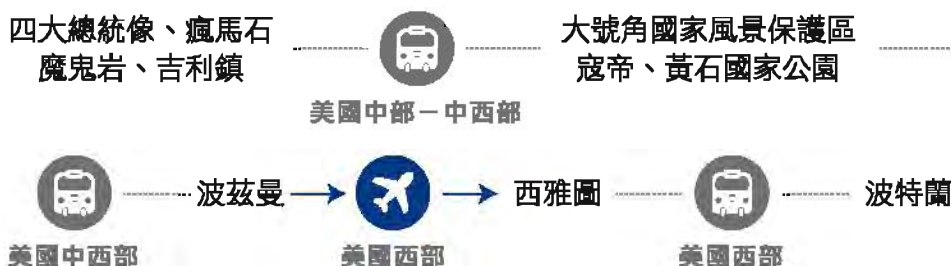 四大總統像、瘋馬石
魔鬼岩、吉利鎮
大號角國家風景保護區
寇帝、黃石國家公園
美國中部－中西部
波茲曼
西雅圖
波特蘭
美國中西部
美國西部
美國西部